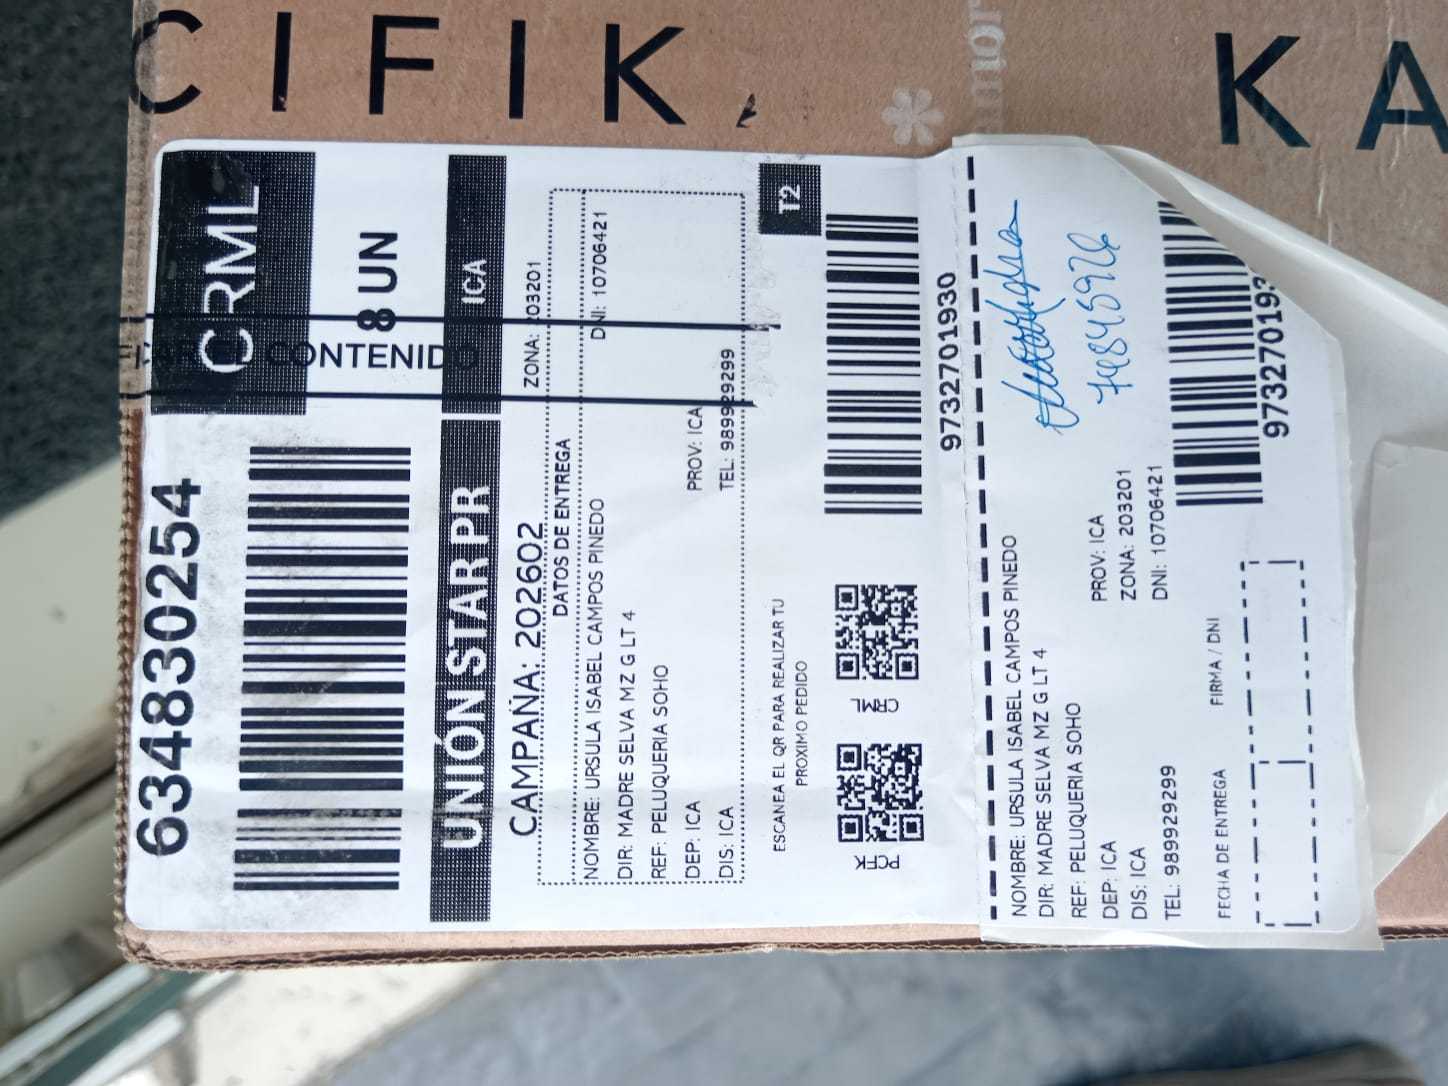 CIFIK,
KA
6348302​54
CRML
8 UN
CONTENIDO
UNIÓN STAR PR
ICA
CAMPAÑA: 202602
ZONA: 203201
DATOS DE ENTREGA
NOMBRE: URSULA ISABEL CAMPOS PINEDO
DNI: 10706421
DIR: MADRE SELVA MZ G LT 4
REF: PELUQUERIA SOHO
DEP: ICA
PROV: ICA
DIS: ICA
TEL: 989929299
T2
ESCANEA EL QR PARA REALIZAR TU
PROXIMO PEDIDO
PCFK
CRML
9732701930
NOMBRE: URSULA ISABEL CAMPOS PINEDO
DIR: MADRE SELVA MZ G LT 4
REF: PELUQUERIA SOHO
DEP: ICA
PROV: ICA
DIS: ICA
ZONA: 203201
TEL: 989929299
DNI: 10706421
74845926
973270193
FECHA DE ENTREGA
FIRMA / DNI